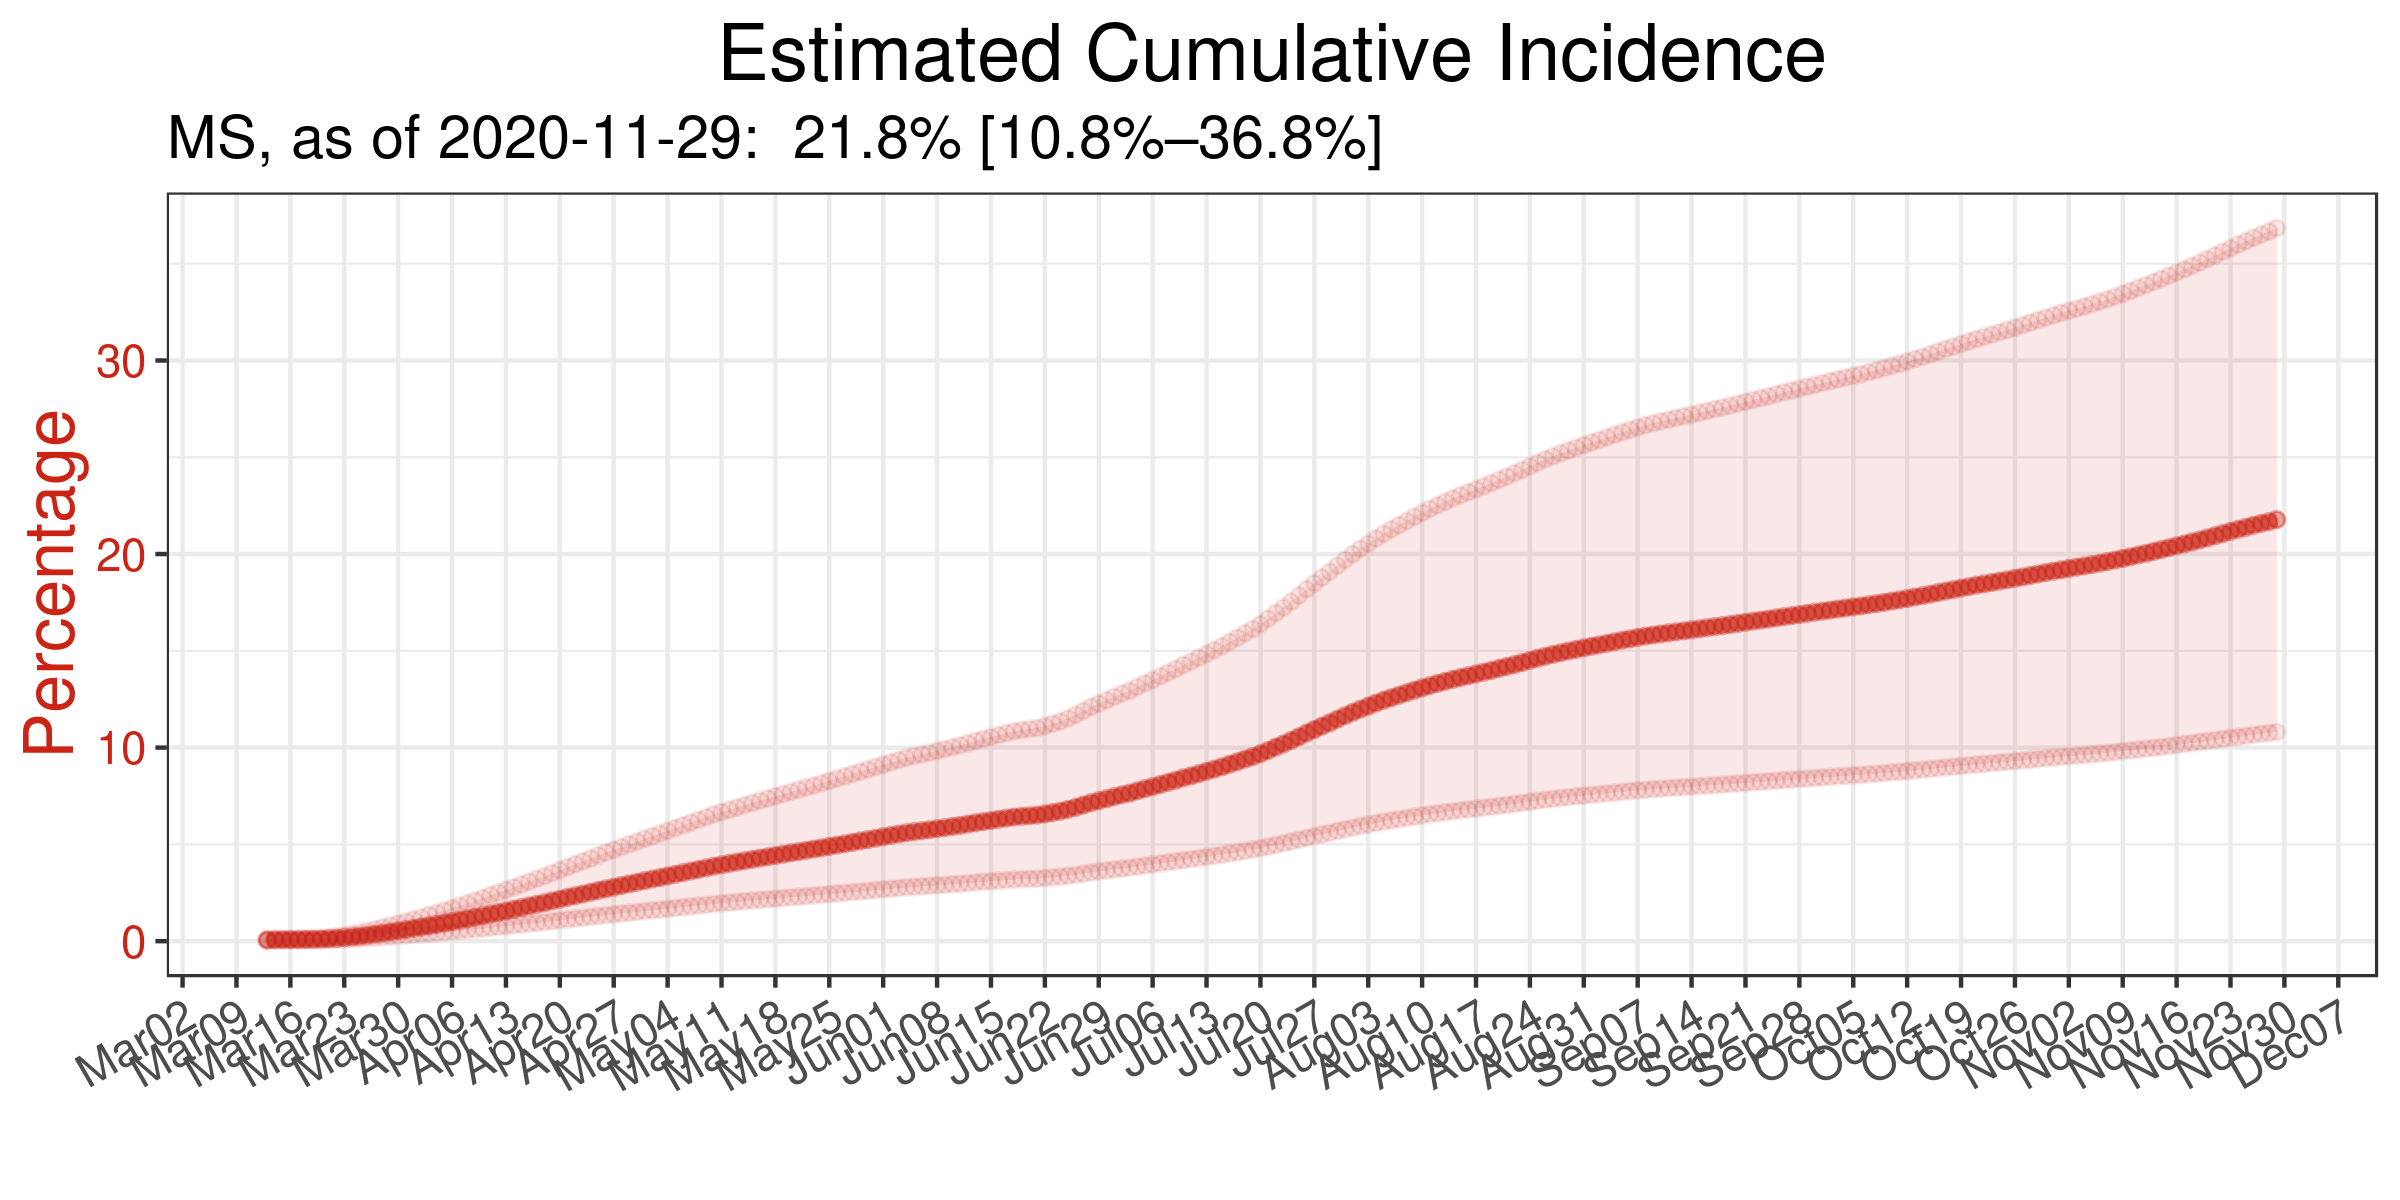 Estimated Cumulative Incidence
MS, as of 2020-11-29:  21.8% [10.8%–36.8%]
Percentage
30
20
10
0
Mar02
Mar09
Mar16
Mar23
Mar30
Apr06
Apr13
Apr20
Apr27
May04
May11
May18
May25
Jun01
Jun08
Jun15
Jun22
Jun29
Jul06
Jul13
Jul20
Jul27
Aug03
Aug10
Aug17
Aug24
Aug31
Sep07
Sep14
Sep21
Sep28
Oct05
Oct12
Oct19
Oct26
Nov02
Nov09
Nov16
Nov23
Nov30
Dec07